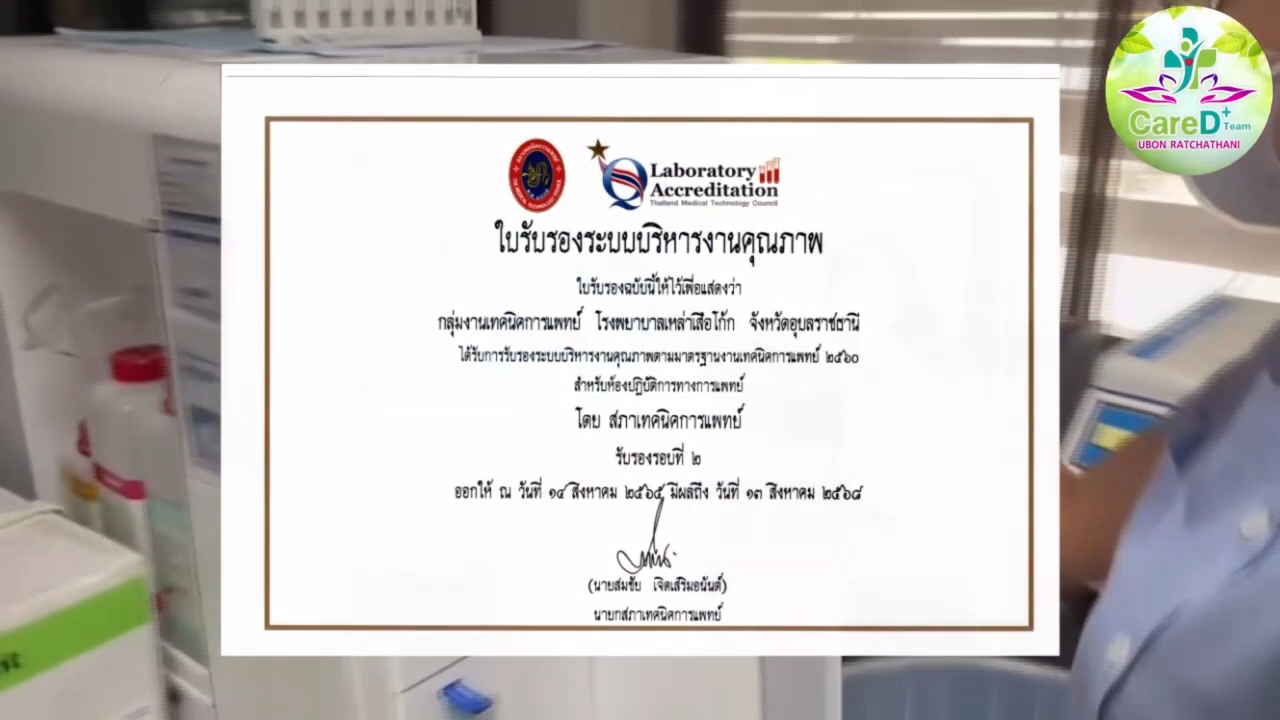 CareD+ Team
UBON RATCHATHANI
Laboratory
Accreditation
Thailand Medical Technology Council
ใบรับรองระบบบริหารงานคุณภาพ
ใบรับรองฉบับนี้ให้ไว้เพื่อแสดงว่า
กลุ่มงานเทคนิคการแพทย์ โรงพยาบาลเหล่าเสือโก้ก จังหวัดอุบลราชธานี
ได้รับการรับรองระบบบริหารงานคุณภาพตามมาตรฐานงานเทคนิคการแพทย์ ๒๕๖๐
สำหรับห้องปฏิบัติการทางการแพทย์
โดย สภาเทคนิคการแพทย์
รับรองรอบที่ ๒
ออกให้ ณ วันที่ ๑๔ สิงหาคม ๒๕๖๕ มีผลถึง วันที่ ๑๓ สิงหาคม ๒๕๖๘
(นายสมชัย เจิดเสริมอนันต์)
นายกสภาเทคนิคการแพทย์